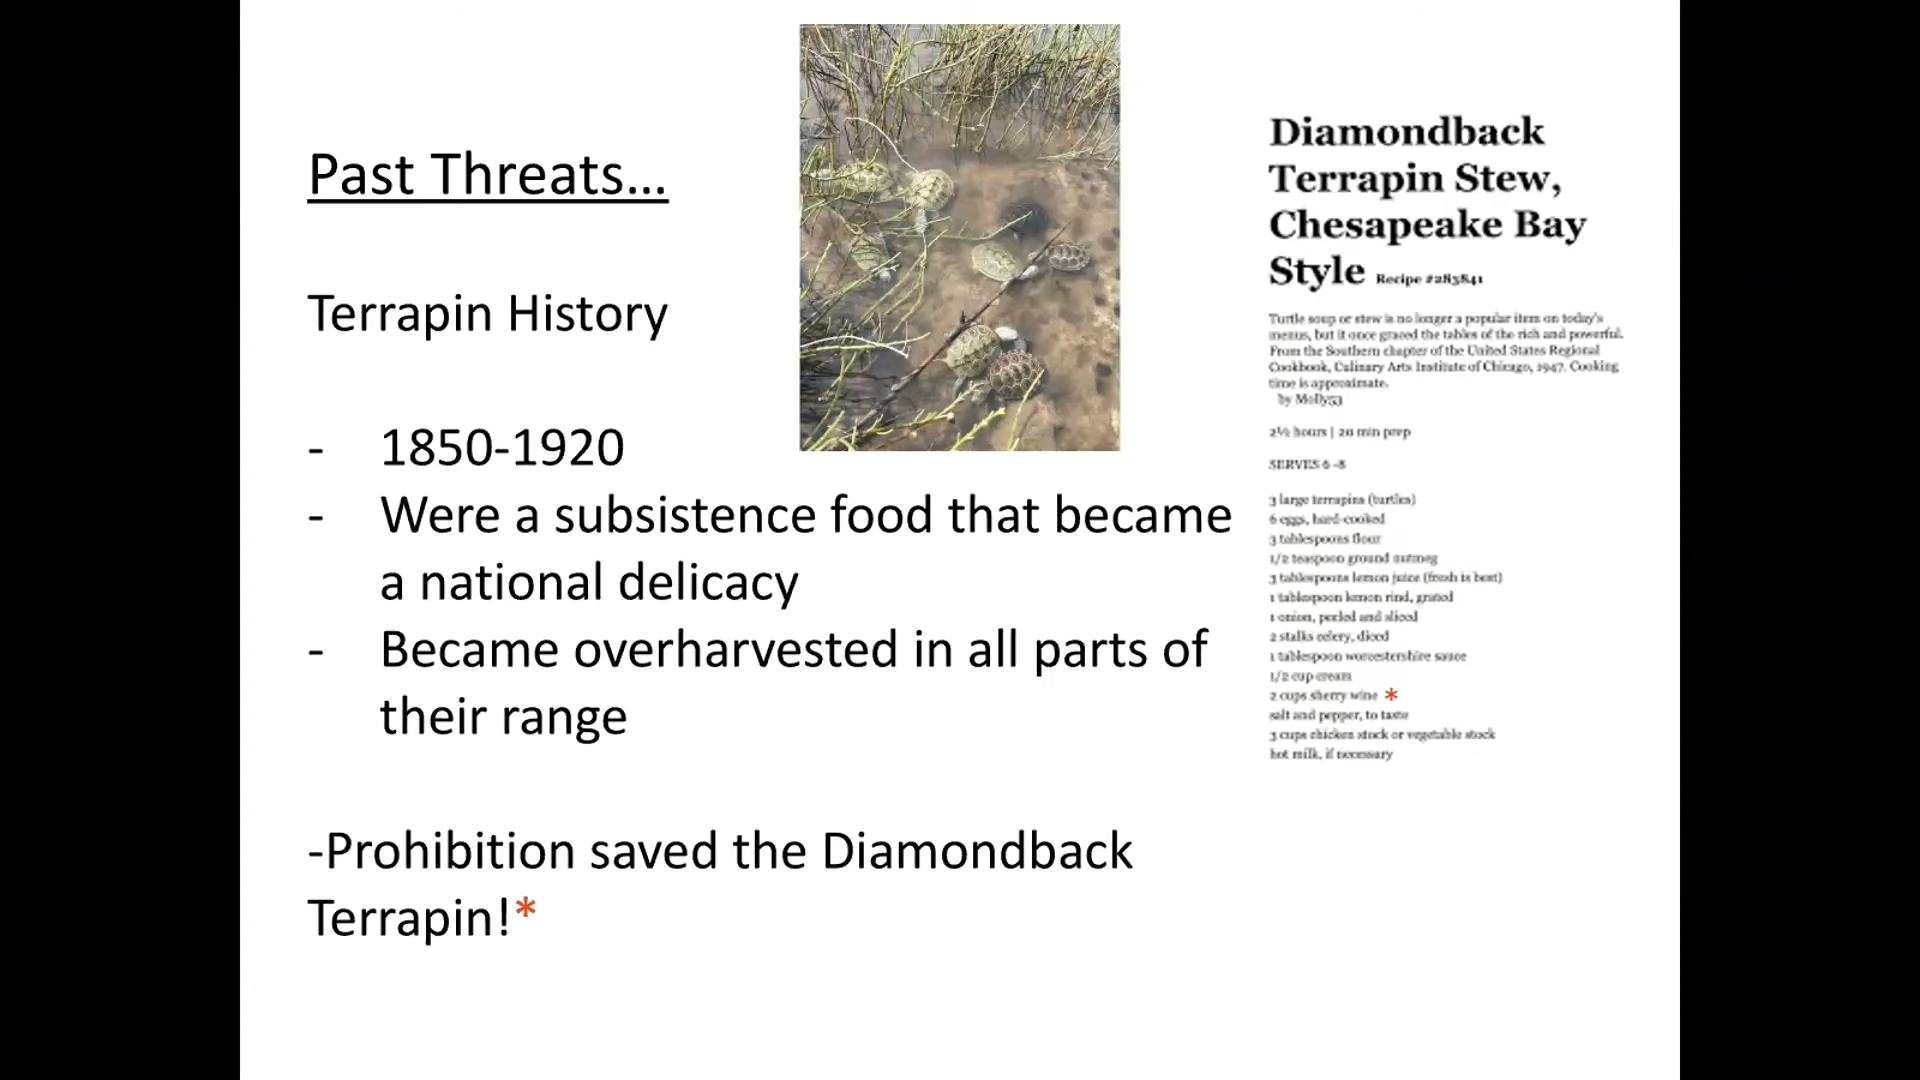 Past Threats...
Terrapin History
- 1850-1920
- Were a subsistence food that became
a national delicacy
- Became overharvested in all parts of
their range
-Prohibition saved the Diamondback
Terrapin!*
Diamondback
Terrapin Stew,
Chesapeake Bay
Style Recipe #283841
Turtle soup or stew is no longer a popular item on today's
menus, but it once graced the tables of the rich and powerful.
From the Southern chapter of the United States Regional
Cookbook, Culinary Arts Institute of Chicago, 1947. Cooking
time is approximate.
by Molly53
2½ hours | 20 min prep
SERVES 6 -8
3 large terrapins (turtles)
6 eggs, hard-cooked
3 tablespoons flour
1/2 teaspoon ground nutmeg
3 tablespoons lemon juice (fresh is best)
1 tablespoon lemon rind, grated
1 onion, peeled and sliced
2 stalks celery, diced
1 tablespoon worcestershire sauce
1/2 cup cream
2 cups sherry wine *
salt and pepper, to taste
3 cups chicken stock or vegetable stock
hot milk, if necessary